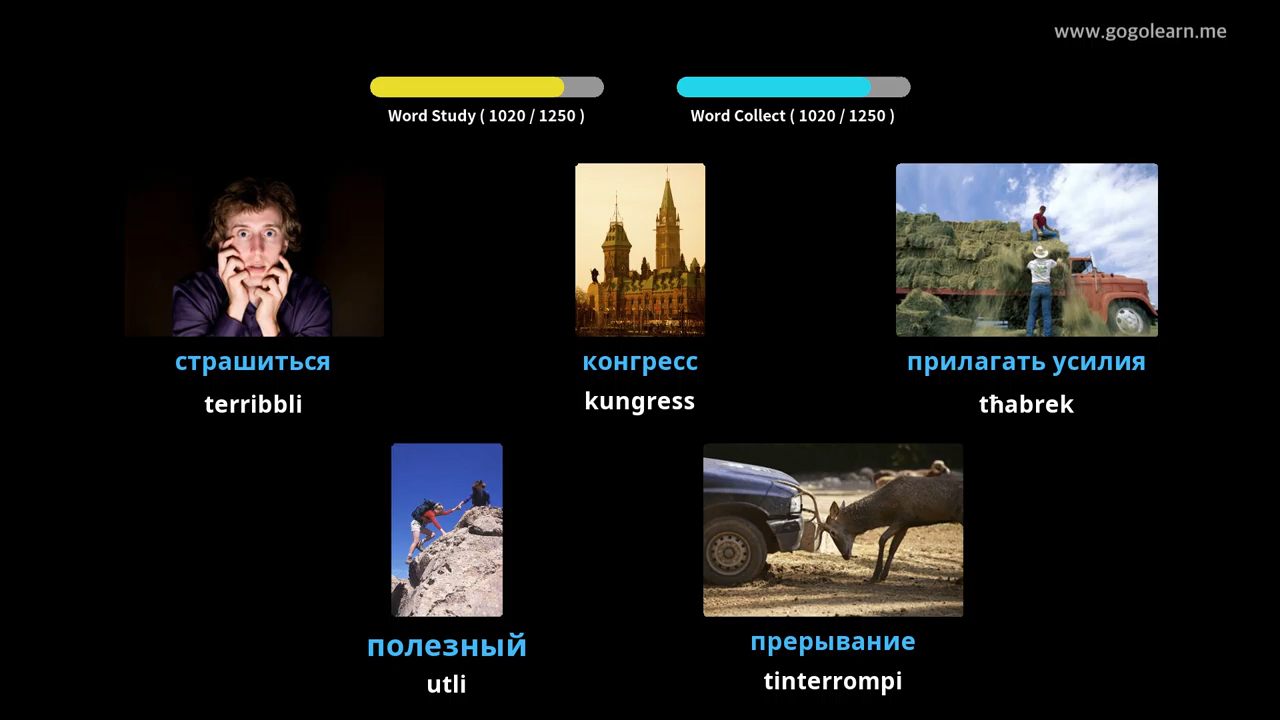 www.gogolearn.me
Word Study ( 1020 / 1250 )
Word Collect ( 1020 / 1250 )
страшиться
terribbli
конгресс
kungress
прилагать усилия
tħabrek
полезный
utli
прерывание
tinterrompi